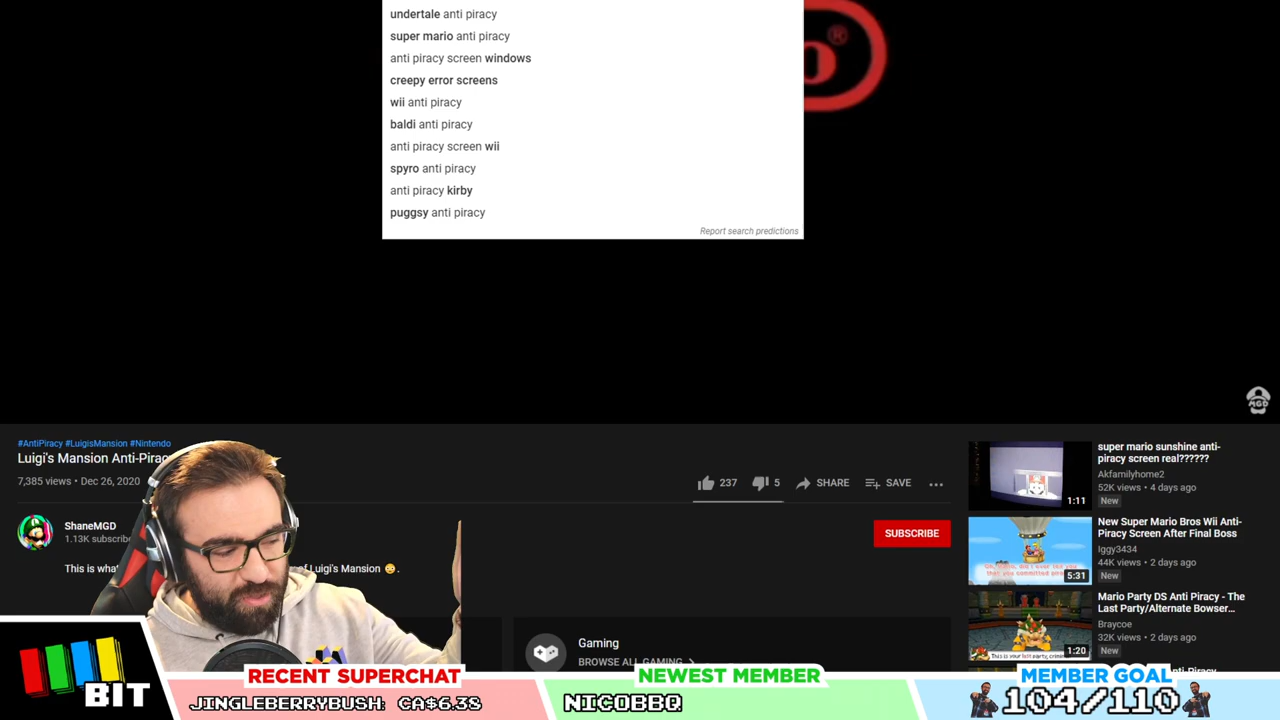 undertale anti piracy
super mario anti piracy
anti piracy screen windows
creepy error screens
wii anti piracy
baldi anti piracy
anti piracy screen wii
spyro anti piracy
anti piracy kirby
puggsy anti piracy
Report search predictions
MGD
#AntiPiracy #LuigisMansion #Nintendo
Luigi's Mansion Anti-Pirac
7,385 views • Dec 26, 2020
237
5
SHARE
SAVE
ShaneMGD
1.13K subscribe
SUBSCRIBE
This is what
of Luigi's Mansion 😳.
Gaming
BROWSE ALL GAMING >
super mario sunshine anti-
piracy screen real??????
Akfamilyhome2
52K views • 4 days ago
New
1:11
New Super Mario Bros Wii Anti-
Piracy Screen After Final Boss
Iggy3434
44K views • 2 days ago
New
5:31
Mario Party DS Anti Piracy - The
Last Party/Alternate Bowser...
Braycoe
32K views • 2 days ago
New
1:20
BIT
RECENT SUPERCHAT
JINGLEBERRYBUSH: CA$6.38
NEWEST MEMBER
NICOBBQ
MEMBER GOAL
104/110